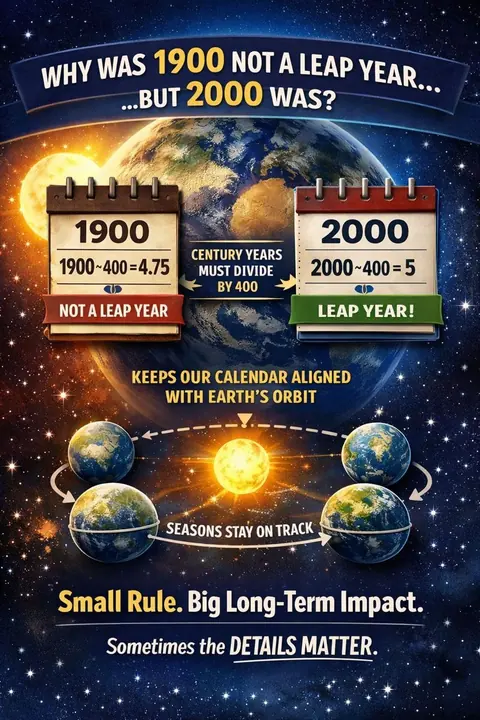 WHY WAS 1900 NOT A LEAP YEAR...
...BUT 2000 WAS?
1900
1900~400=4.75
NOT A LEAP YEAR
CENTURY YEARS
MUST DIVIDE
BY 400
2000
2000~400=5
LEAP YEAR!
KEEPS OUR CALENDAR ALIGNED
WITH EARTH'S ORBIT
SEASONS STAY ON TRACK
Small Rule. Big Long-Term Impact.
Sometimes the DETAILS MATTER.